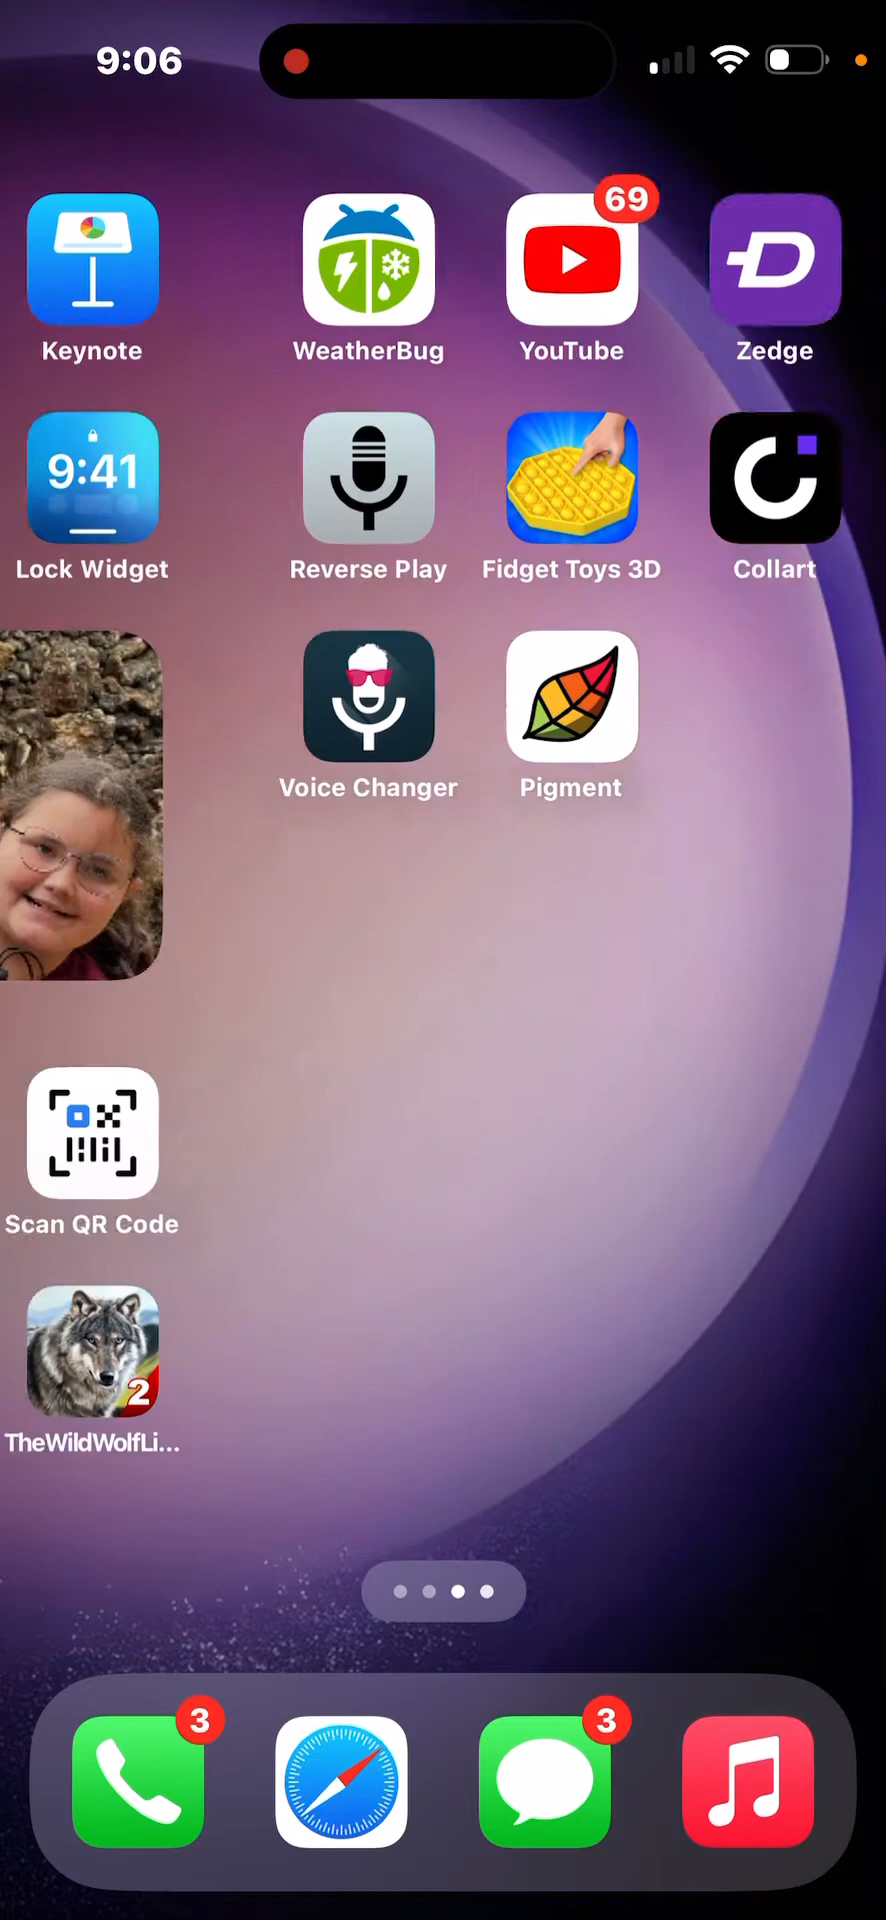 9:06
69
Keynote
WeatherBug
YouTube
Zedge
9:41
Lock Widget
Reverse Play
Fidget Toys 3D
Collart
Voice Changer
Pigment
Scan QR Code
2
TheWildWolfLi...
3
3